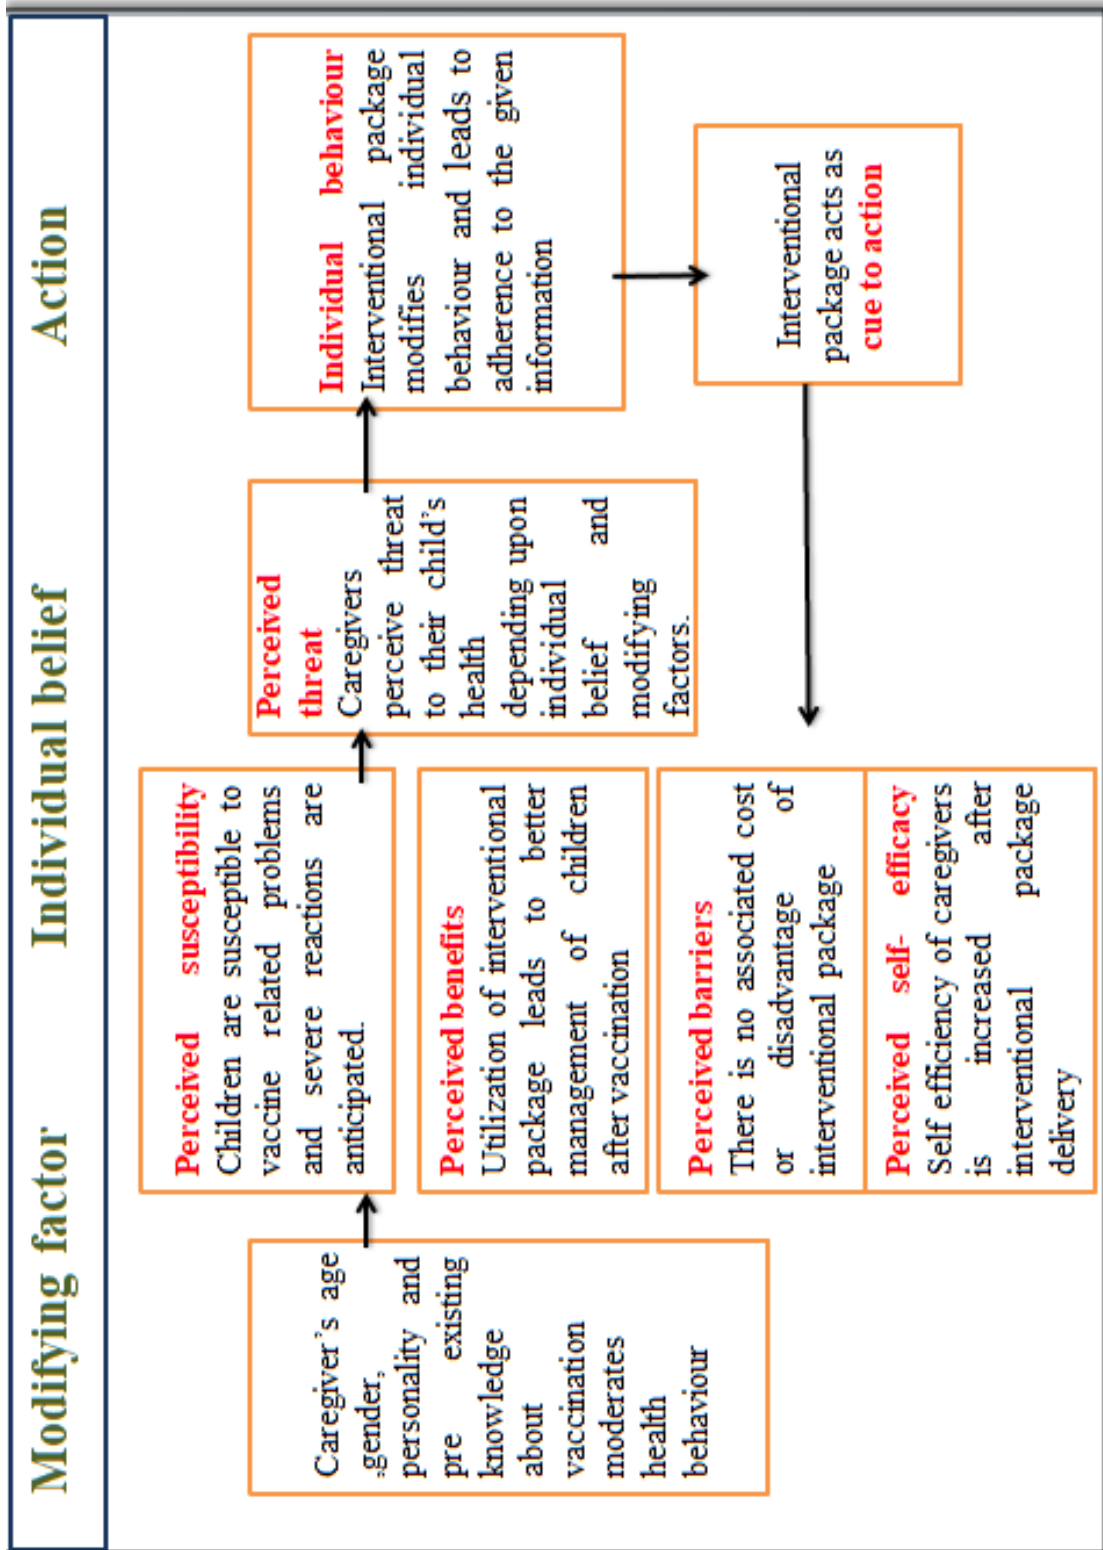 Modifying factor Individual belief Action
Caregiver's age
,gender,
personality and
pre existing
knowledge
about
vaccination
moderates
health
behaviour
Perceived susceptibility
Children are susceptible to
vaccine related problems
and severe reactions are
anticipated.
Perceived benefits
Utilization of interventional
package leads to better
management of children
after vaccination
Perceived barriers
There is no associated cost
or disadvantage of
interventional package
Perceived self- efficacy
Self efficiency of caregivers
is increased after
interventional package
delivery
Perceived
threat
Caregivers
perceive threat
to their child's
health
depending upon
individual
belief and
modifying
factors.
Individual behaviour
Interventional package
modifies individual
behaviour and leads to
adherence to the given
information
Interventional
package acts as
cue to action